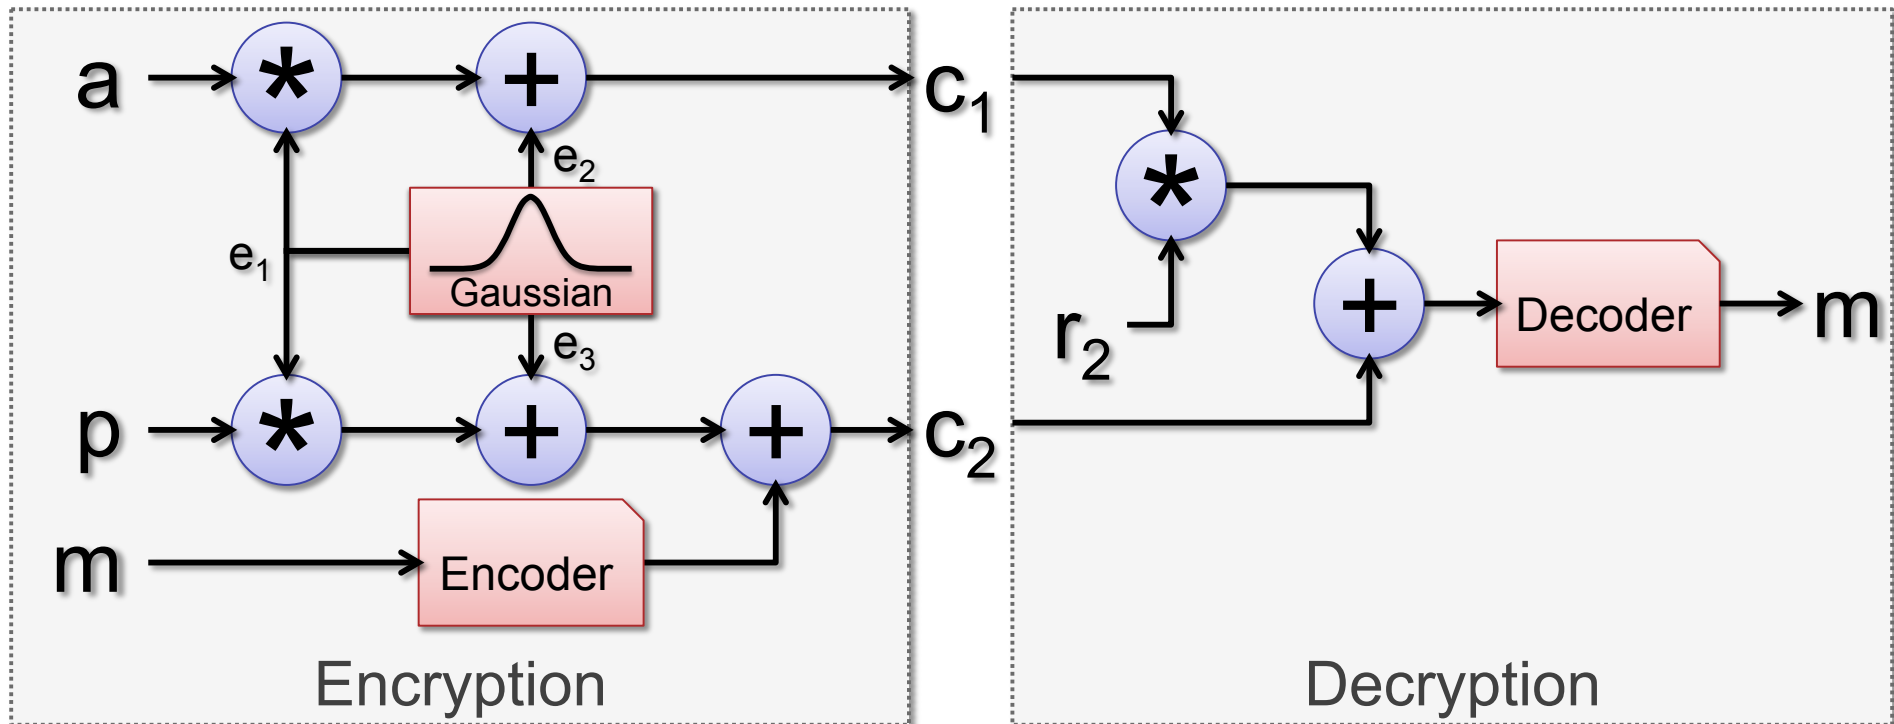 a * + c₁
e₂
*
e₁
Gaussian
r₂ + Decoder m
e₃
p * + + c₂
m Encoder
Encryption Decryption